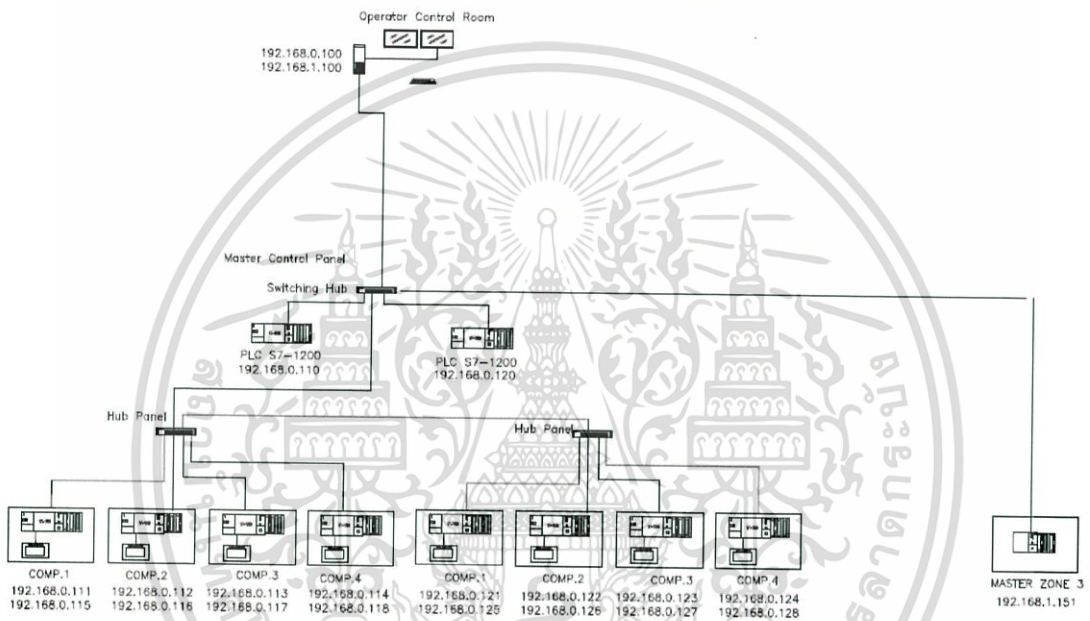 Operator Control Room
192.168.0.100
192.168.1.100
Master Control Panel
Switching Hub
PLC S7-1200
192.168.0.110
PLC S7-1200
192.168.0.120
Hub Panel
Hub Panel
COMP.1
192.168.0.111
192.168.0.115
COMP.2
192.168.0.112
192.168.0.116
COMP.3
192.168.0.113
192.168.0.117
COMP.4
192.168.0.114
192.168.0.118
COMP.1
192.168.0.121
192.168.0.125
COMP.2
192.168.0.122
192.168.0.126
COMP.3
192.168.0.123
192.168.0.127
COMP.4
192.168.0.124
192.168.0.128
MASTER ZONE 3
192.168.1.151